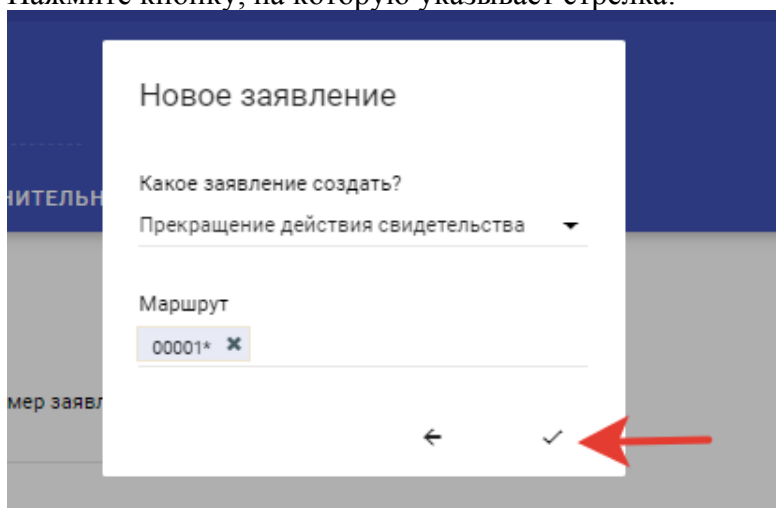 Нажмите кнопку, на которую указывает стрелка.
Новое заявление
НИТЕЛЬН
Какое заявление создать?
Прекращение действия свидетельства
Маршрут
00001*
мер заявл